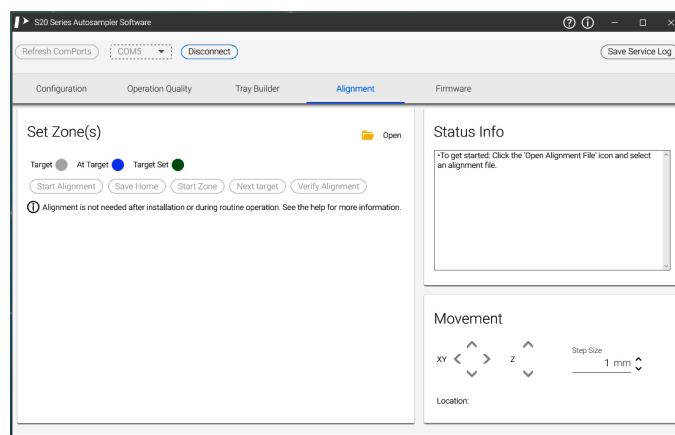 S20 Series Autosampler Software
Refresh ComPorts
COM5
Disconnect
Save Service Log
Configuration
Operation Quality
Tray Builder
Alignment
Firmware
Set Zone(s)
Open
Target
At Target
Target Set
Start Alignment
Save Home
Start Zone
Next target
Verify Alignment
Alignment is not needed after installation or during routine operation. See the help for more information.
Status Info
•To get started: Click the 'Open Alignment File' icon and select
an alignment file.
Movement
XY
Z
Step Size
1 mm
Location: